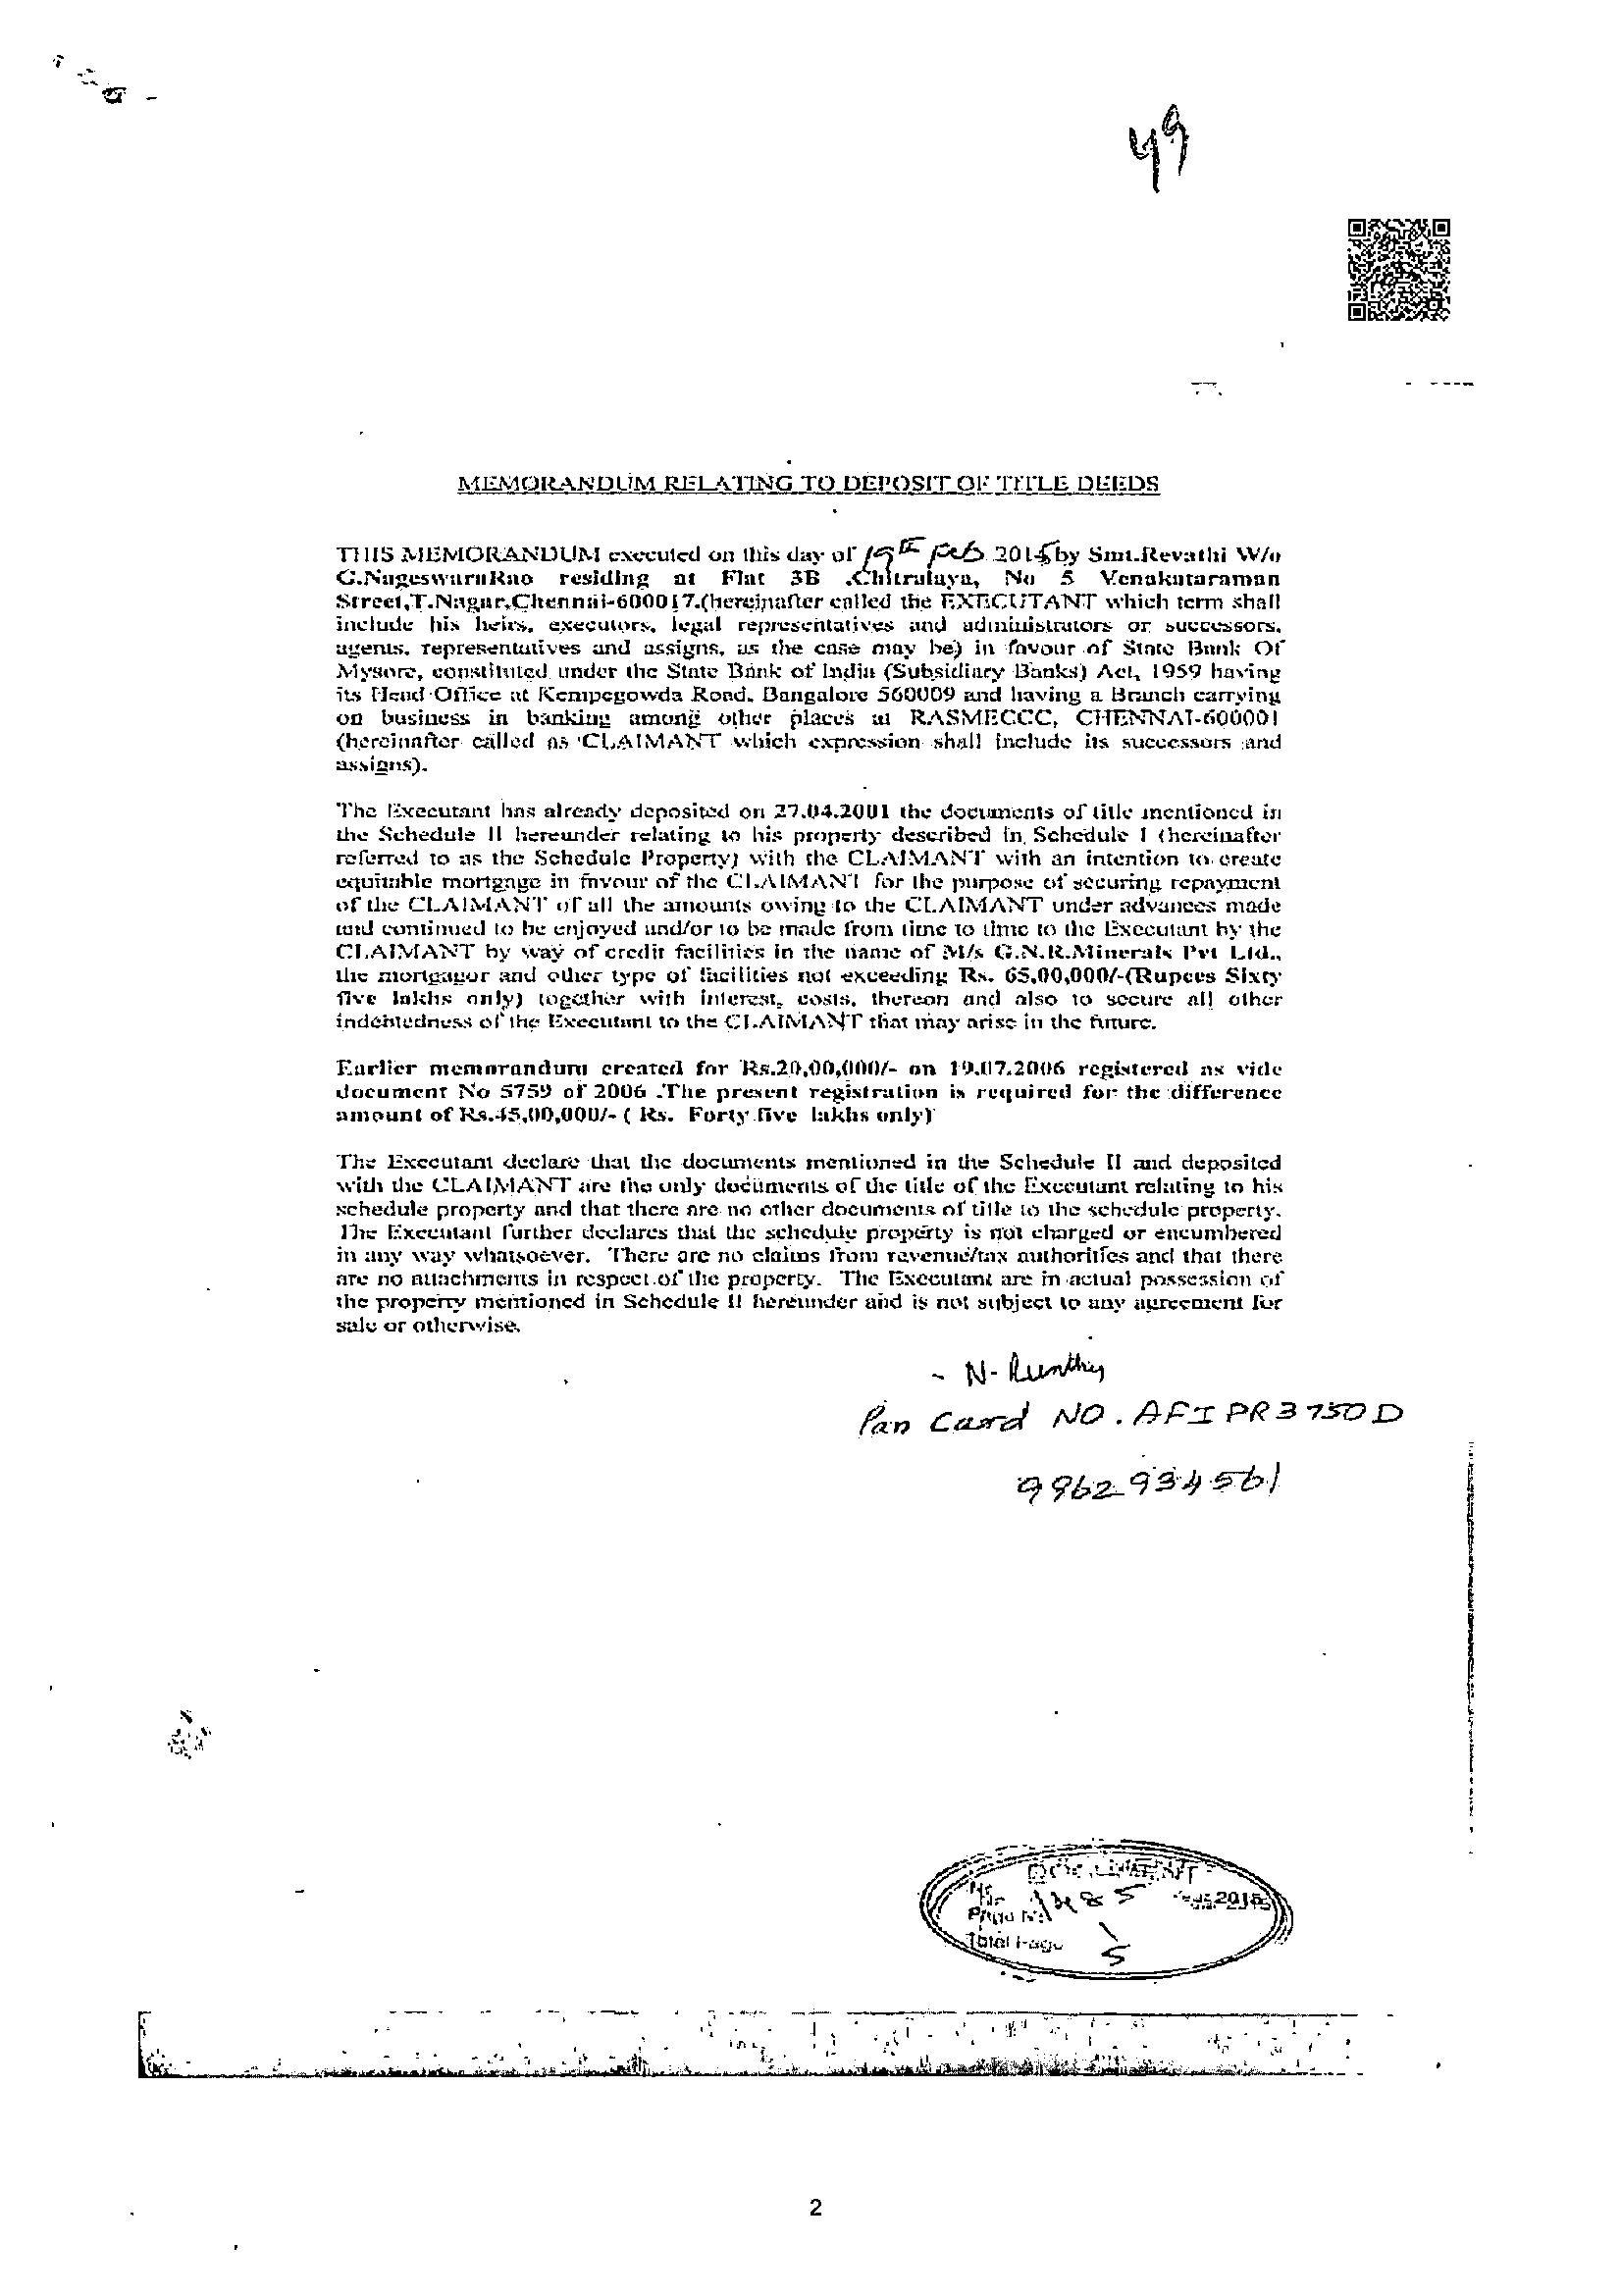 49
MEMORANDUM RELATING TO DEPOSIT OF TITLE DEEDS
THIS MEMORANDUM executed on this day of 19th Feb 2015 by Smt.Revathi W/o
G.NageswaraRao residing at Flat 3B .Chitralaya, No 5 Venakataraman
Street,T.Nagar,Chennai-600017.(hereinafter called the EXECUTANT which term shall
include his heirs, executors, legal representatives and administrators or successors,
agents, representatives and assigns, as the case may be) in favour of State Bank Of
Mysore, constituted under the State Bank of India (Subsidiary Banks) Act, 1959 having
its Head Office at Kempegowda Road, Bangalore 560009 and having a Branch carrying
on business in banking among other places at RASMECCC, CHENNAI-600001
(hereinafter called as 'CLAIMANT which expression shall include its successors and
assigns).
The Executant has already deposited on 27.04.2001 the documents of title mentioned in
the Schedule II hereunder relating to his property described in Schedule I (hereinafter
referred to as the Schedule Property) with the CLAIMANT with an intention to create
equitable mortgage in favour of the CLAIMANT for the purpose of securing repayment
of the CLAIMANT of all the amounts owing to the CLAIMANT under advances made
and continued to be enjoyed and/or to be made from time to time to the Executant by the
CLAIMANT by way of credit facilities in the name of M/s G.N.R.Minerals Pvt Ltd.,
the mortgagor and other type of facilities not exceeding Rs. 65,00,000/-(Rupees Sixty
five lakhs only) together with interest, costs, thereon and also to secure all other
indebtedness of the Executant to the CLAIMANT that may arise in the future.
Earlier memorandum created for Rs.20,00,000/- on 19.07.2006 registered as vide
document No 5759 of 2006 .The present registration is required for the difference
amount of Rs.45,00,000/- ( Rs. Forty five lakhs only)
The Executant declare that the documents mentioned in the Schedule II and deposited
with the CLAIMANT are the only documents of the title of the Executant relating to his
schedule property and that there are no other documents of title to the schedule property.
The Executant further declares that the schedule property is not charged or encumbered
in any way whatsoever. There are no claims from revenue/tax authorities and that there
are no attachments in respect of the property. The Executant are in actual possession of
the property mentioned in Schedule II hereunder and is not subject to any agreement for
sale or otherwise.
Pan Card NO. AFIPR3750D
9962934561
DOCUMENT
2015
Total Page 5
2